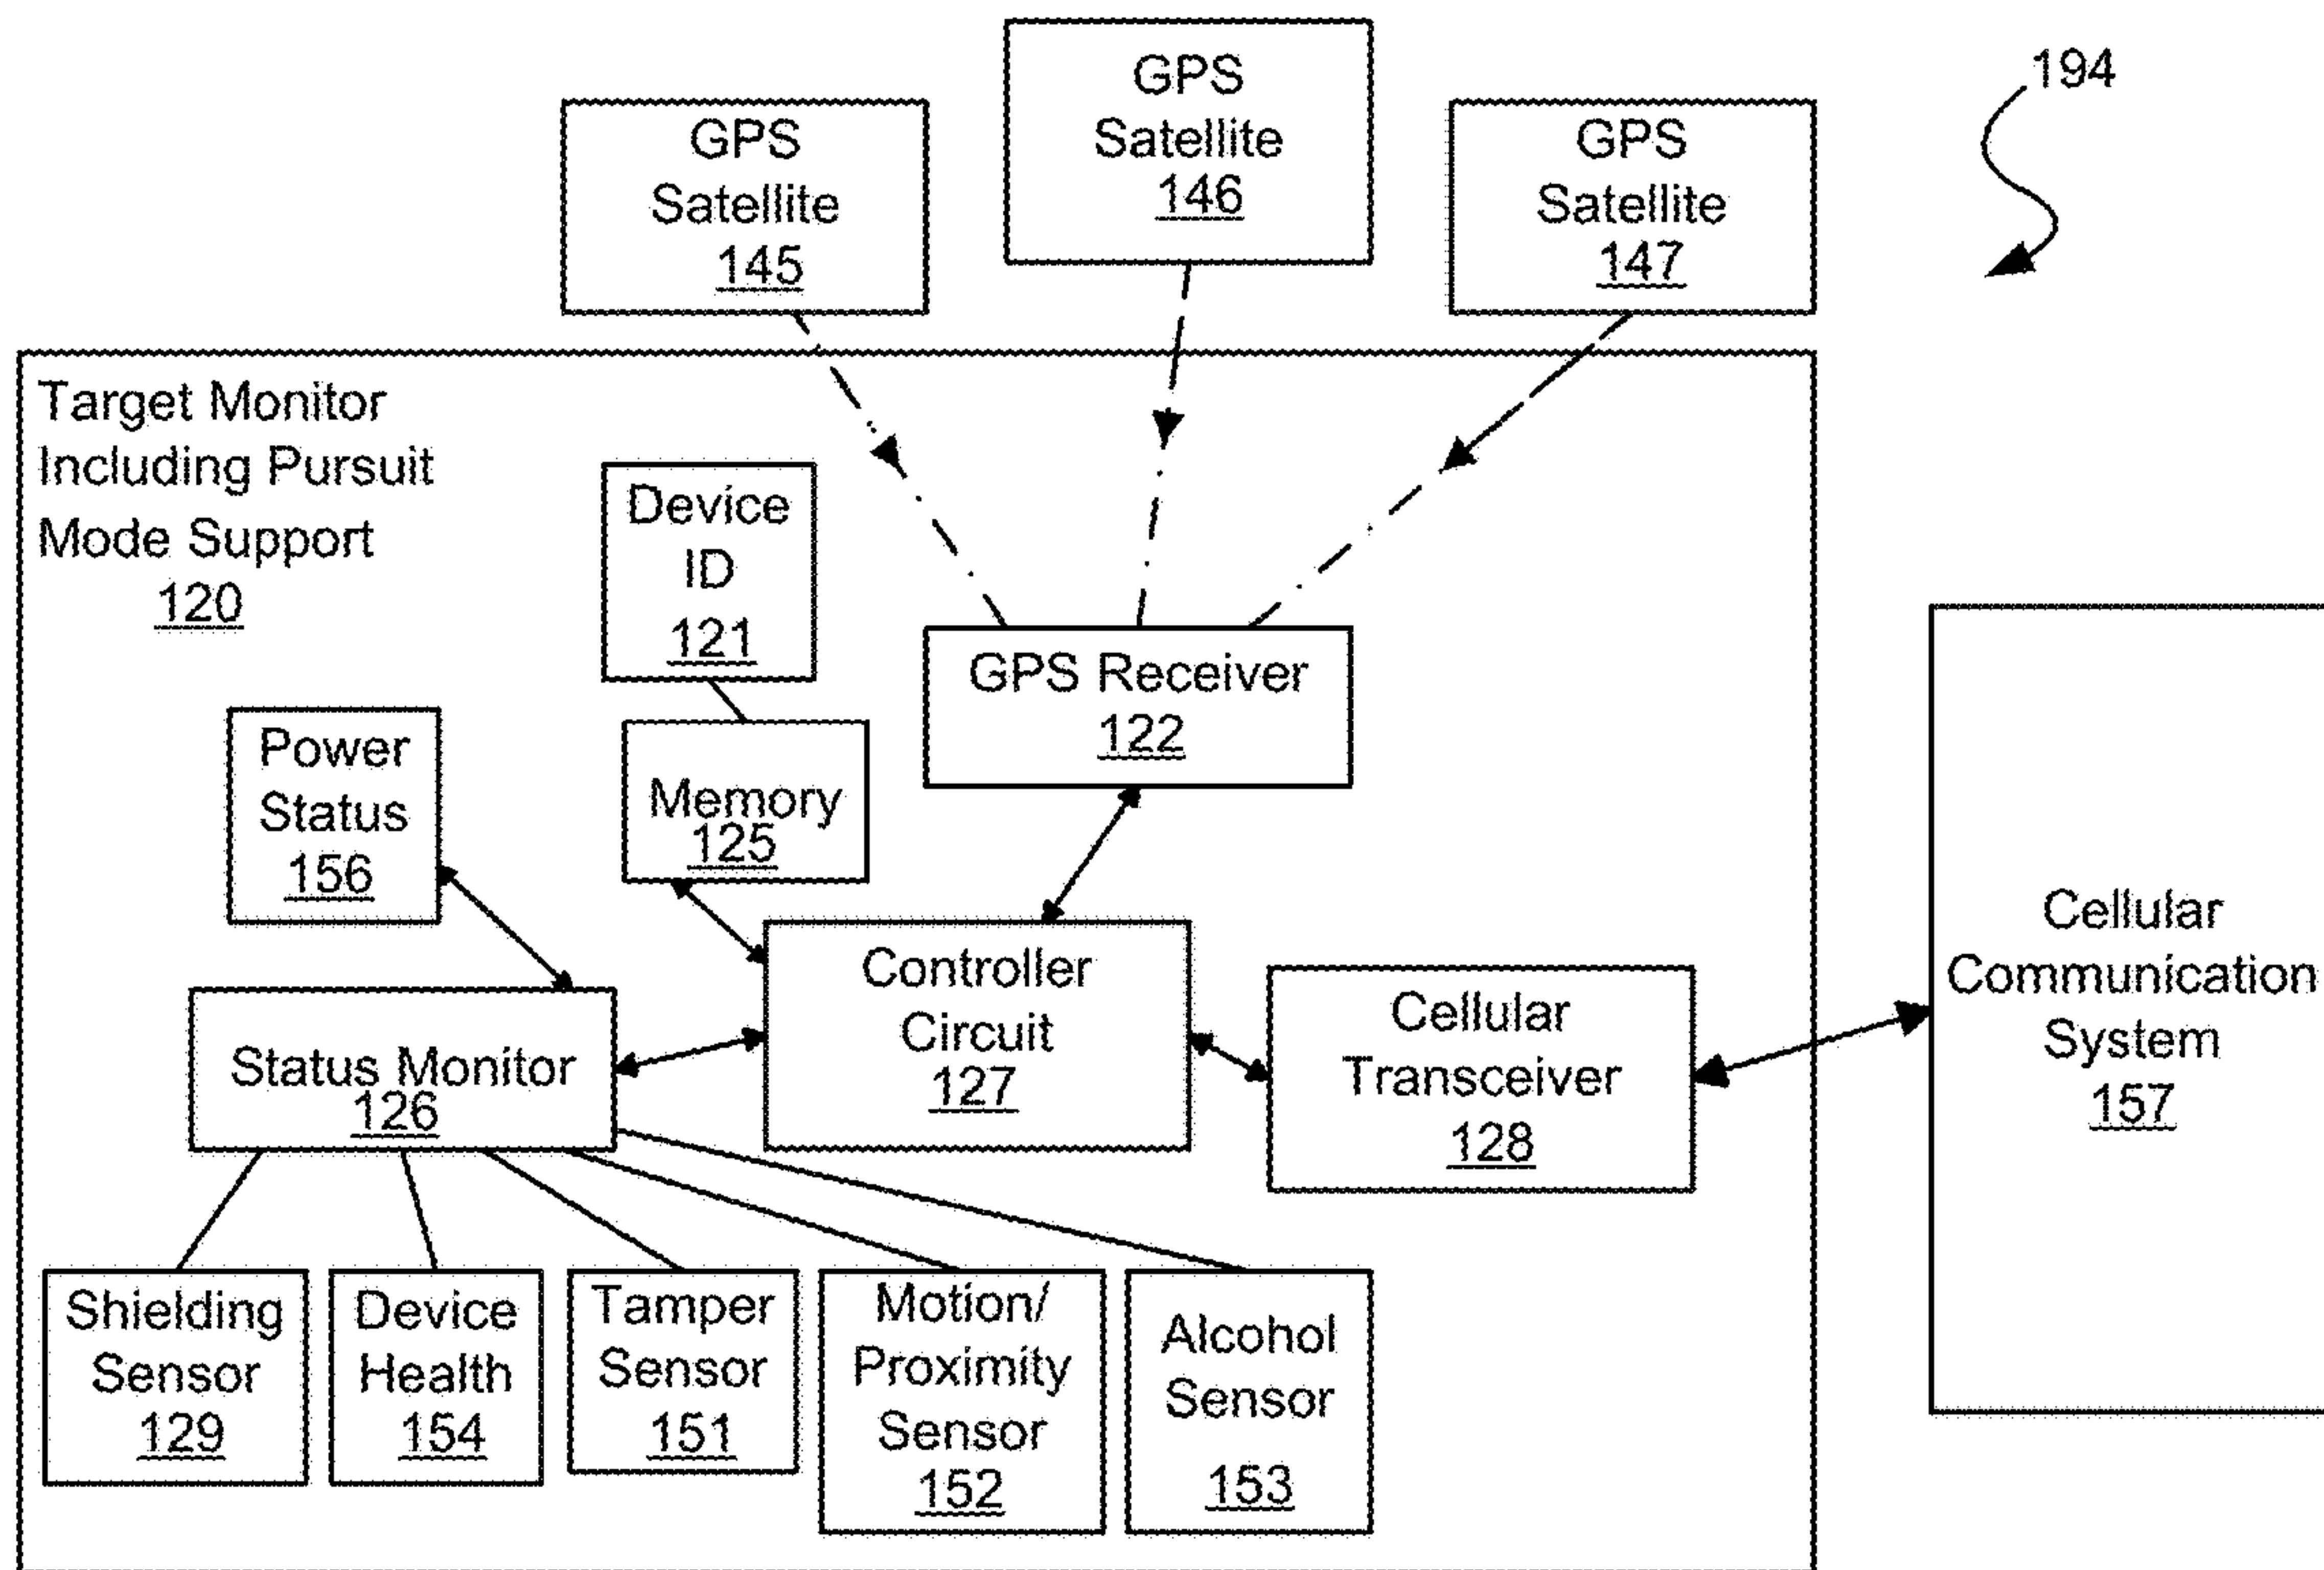 GPS
Satellite
145
GPS
Satellite
146
GPS
Satellite
147
194
Target Monitor
Including Pursuit
Mode Support
120
Device
ID
121
GPS Receiver
122
Power
Status
156
Memory
125
Controller
Circuit
127
Cellular
Transceiver
128
Cellular
Communication
System
157
Status Monitor
126
Shielding
Sensor
129
Device
Health
154
Tamper
Sensor
151
Motion/
Proximity
Sensor
152
Alcohol
Sensor
153